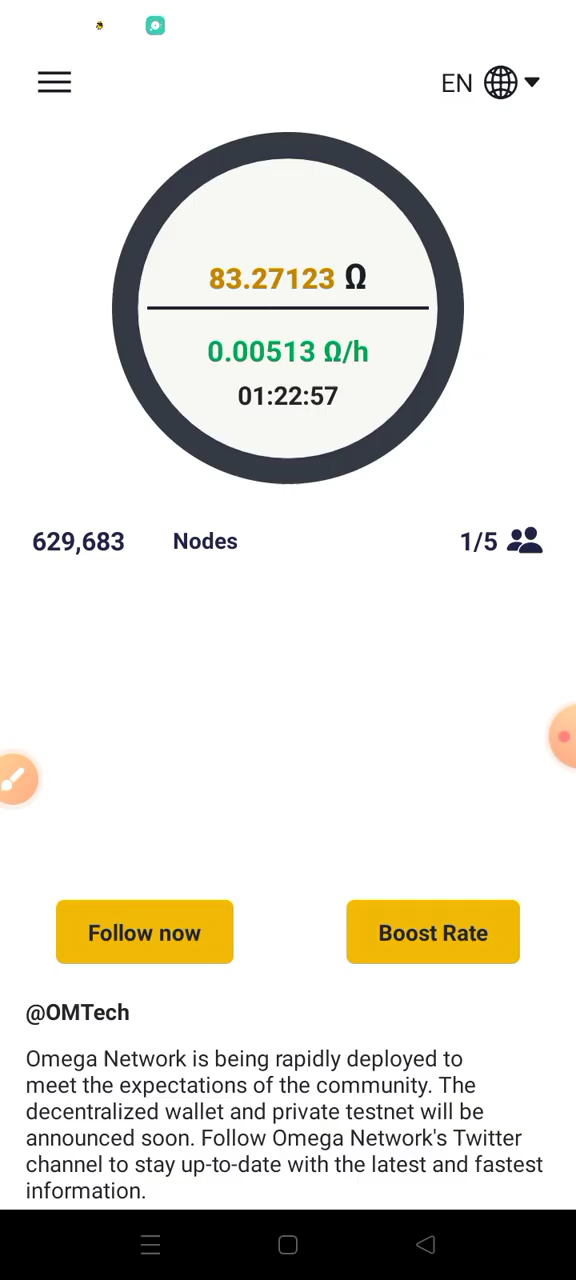 EN
83.27123 Ω
0.00513 Ω/h
01:22:57
629,683 Nodes 1/5
Follow now Boost Rate
@OMTech
Omega Network is being rapidly deployed to
meet the expectations of the community. The
decentralized wallet and private testnet will be
announced soon. Follow Omega Network's Twitter
channel to stay up-to-date with the latest and fastest
information.